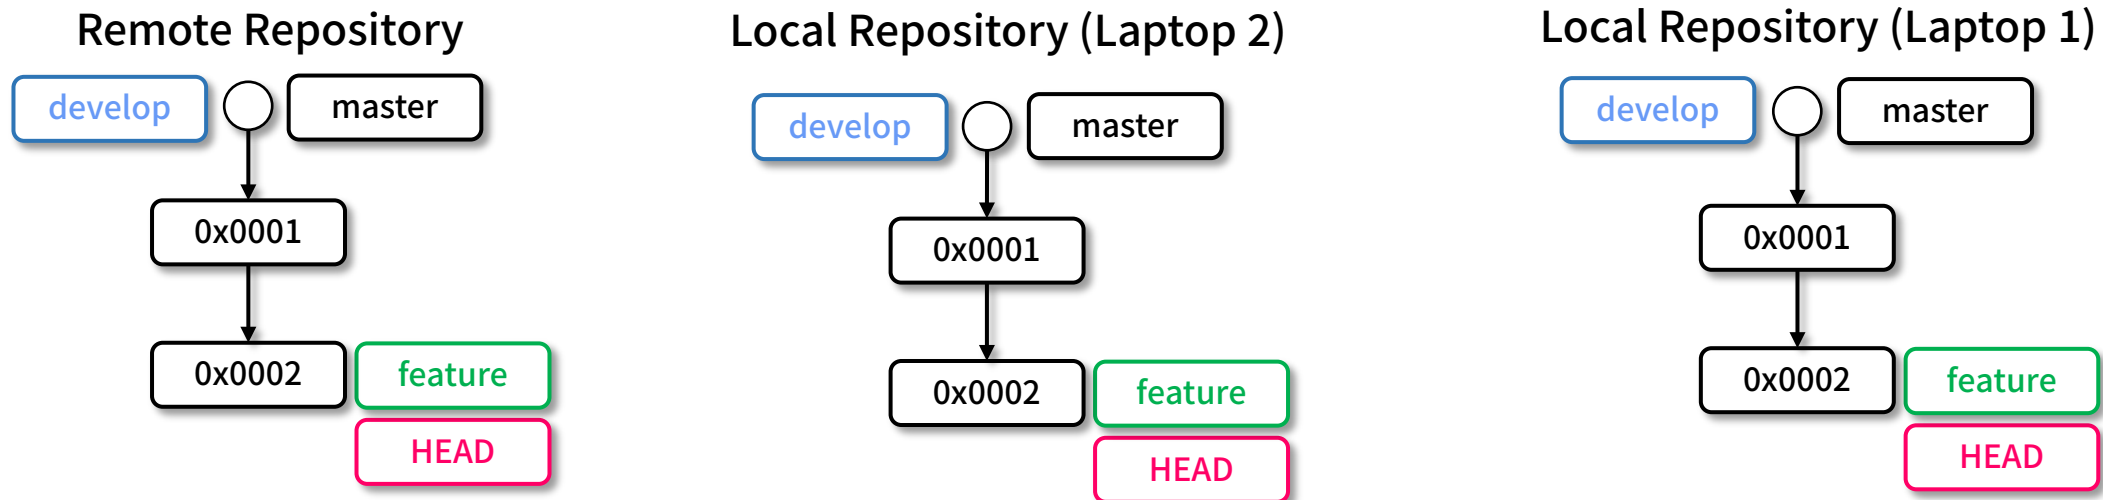 Remote Repository
develop
master
0x0001
0x0002
feature
HEAD
Local Repository (Laptop 2)
develop
master
0x0001
0x0002
feature
HEAD
Local Repository (Laptop 1)
develop
master
0x0001
0x0002
feature
HEAD